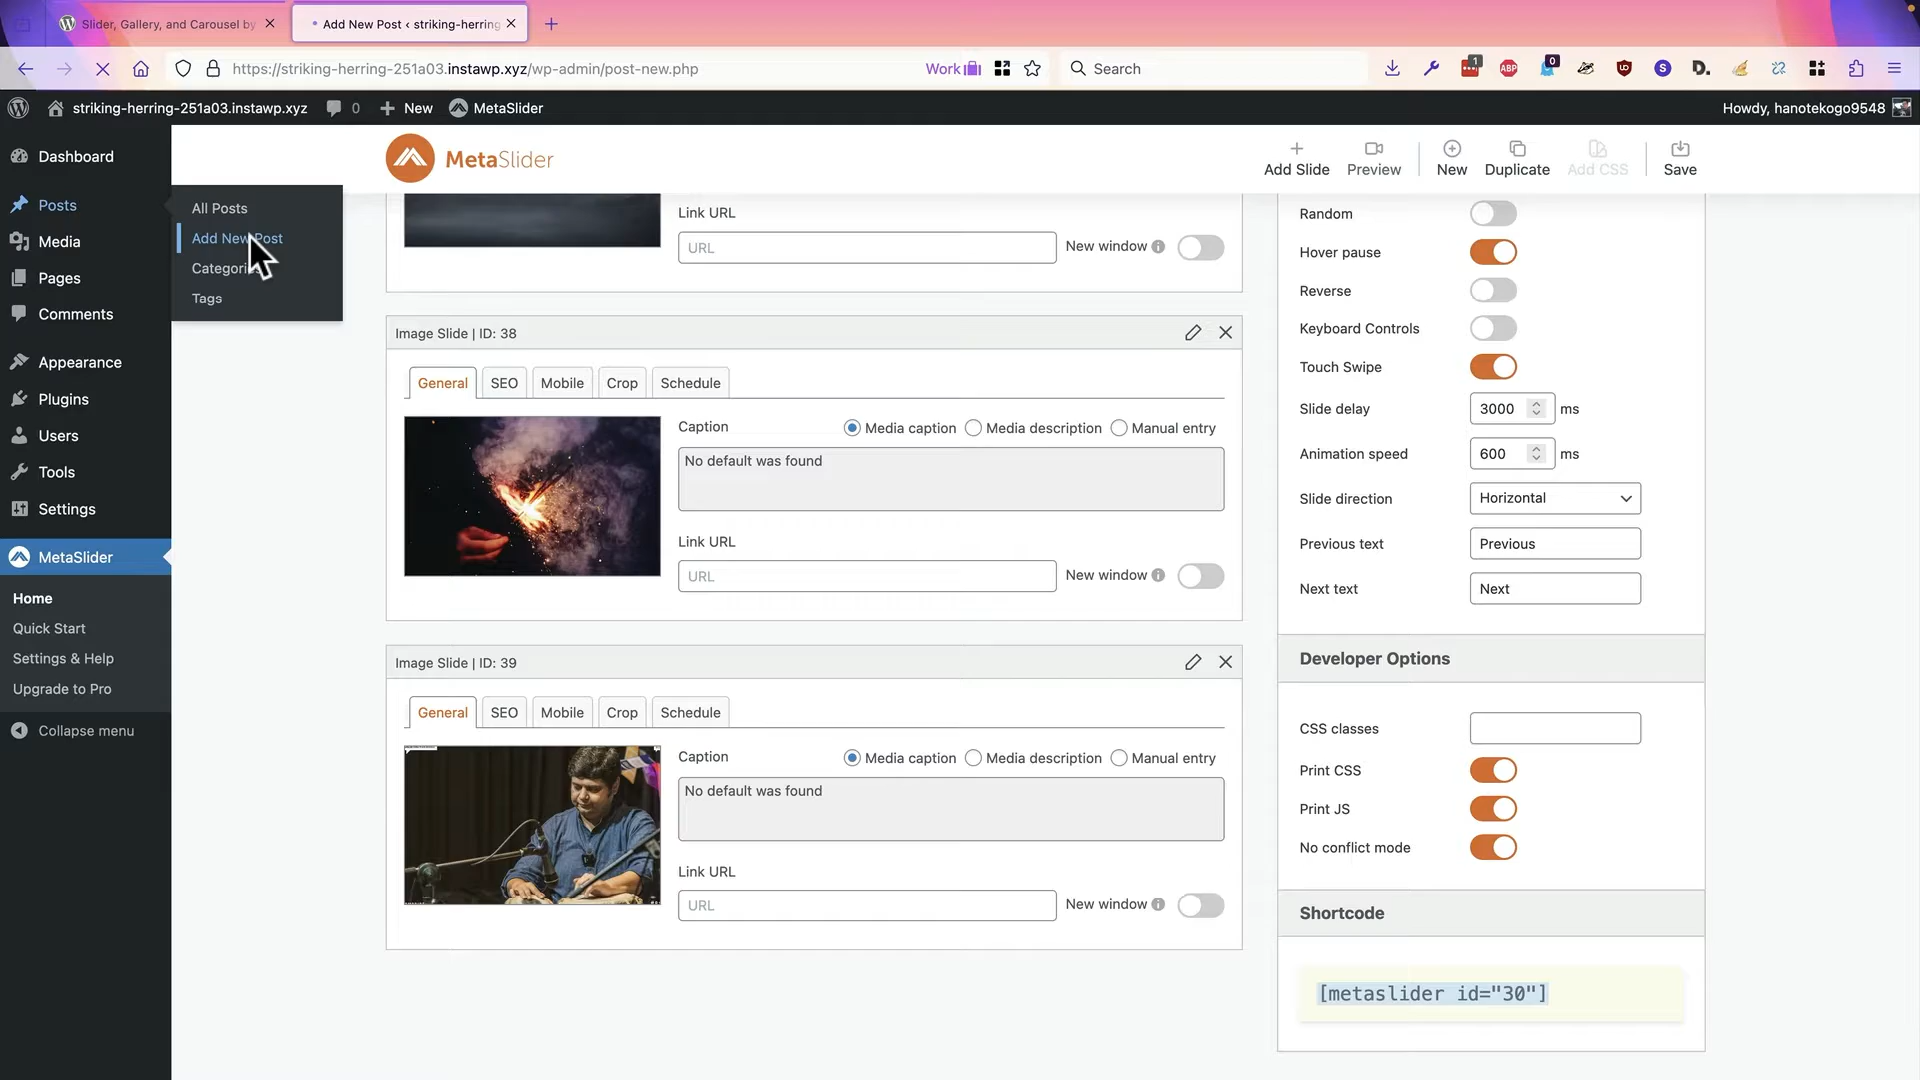 Slider, Gallery, and Carousel by
Add New Post ‹ striking-herring
https://striking-herring-251a03.instawp.xyz/wp-admin/post-new.php
Work
Search
1
ABP
0
S
D.
striking-herring-251a03.instawp.xyz
0
New
MetaSlider
Howdy, hanotekogo9548
Dashboard
Posts
Media
Pages
Comments
Appearance
Plugins
Users
Tools
Settings
MetaSlider
Home
Quick Start
Settings & Help
Upgrade to Pro
Collapse menu
All Posts
Add New Post
Categori
Tags
MetaSlider
Add Slide
Preview
New
Duplicate
Add CSS
Save
Link URL
URL
New window
Image Slide | ID: 38
General
SEO
Mobile
Crop
Schedule
Caption
Media caption
Media description
Manual entry
No default was found
Link URL
URL
New window
Image Slide | ID: 39
General
SEO
Mobile
Crop
Schedule
Caption
Media caption
Media description
Manual entry
No default was found
Link URL
URL
New window
Random
Hover pause
Reverse
Keyboard Controls
Touch Swipe
Slide delay
3000
ms
Animation speed
600
ms
Slide direction
Horizontal
Previous text
Previous
Next text
Next
Developer Options
CSS classes
Print CSS
Print JS
No conflict mode
Shortcode
[metaslider id="30"]